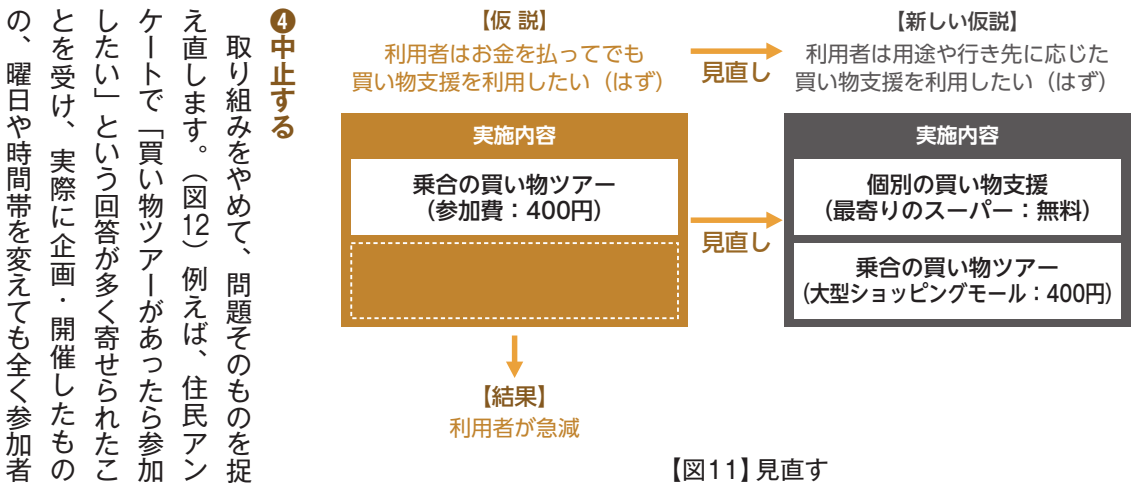 ❹中止する
取り組みをやめて、問題そのものを捉
え直します。（図12）例えば、住民アン
ケートで「買い物ツアーがあったら参加
したい」という回答が多く寄せられたこ
とを受け、実際に企画・開催したもの
の、曜日や時間帯を変えても全く参加者
【仮 説】
利用者はお金を払ってでも
買い物支援を利用したい（はず）
見直し
【新しい仮説】
利用者は用途や行き先に応じた
買い物支援を利用したい（はず）
実施内容
乗合の買い物ツアー
（参加費：400円）
見直し
実施内容
個別の買い物支援
（最寄りのスーパー：無料）
乗合の買い物ツアー
（大型ショッピングモール：400円）
【結果】
利用者が急減
【図11】見直す